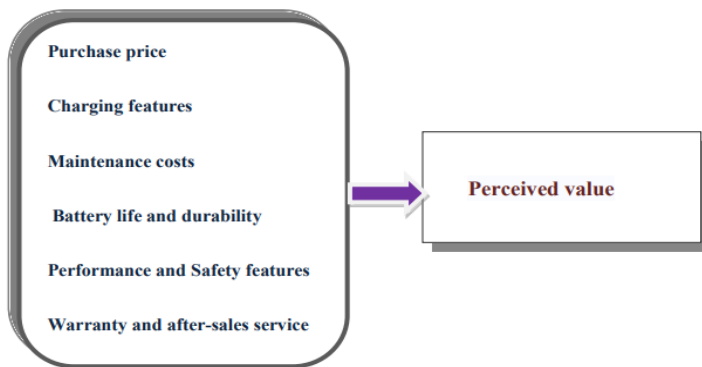 Purchase price
Charging features
Maintenance costs
Battery life and durability
Performance and Safety features
Warranty and after-sales service
Perceived value